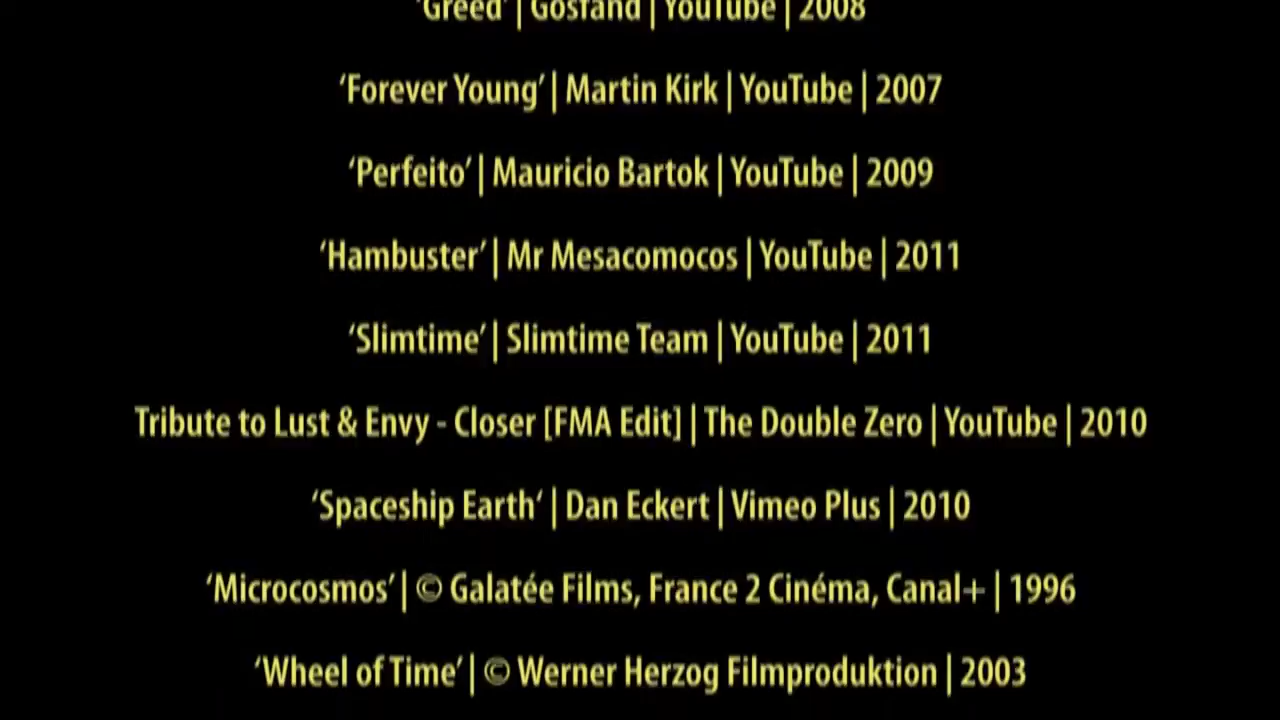 ‘Greed’ | Gosfand | YouTube | 2008
‘Forever Young’ | Martin Kirk | YouTube | 2007
‘Perfeito’ | Mauricio Bartok | YouTube | 2009
‘Hambuster’ | Mr Mesacomocos | YouTube | 2011
‘Slimtime’ | Slimtime Team | YouTube | 2011
Tribute to Lust & Envy - Closer [FMA Edit] | The Double Zero | YouTube | 2010
‘Spaceship Earth‘ | Dan Eckert | Vimeo Plus | 2010
‘Microcosmos’ | © Galatée Films, France 2 Cinéma, Canal+ | 1996
‘Wheel of Time’ | © Werner Herzog Filmproduktion | 2003